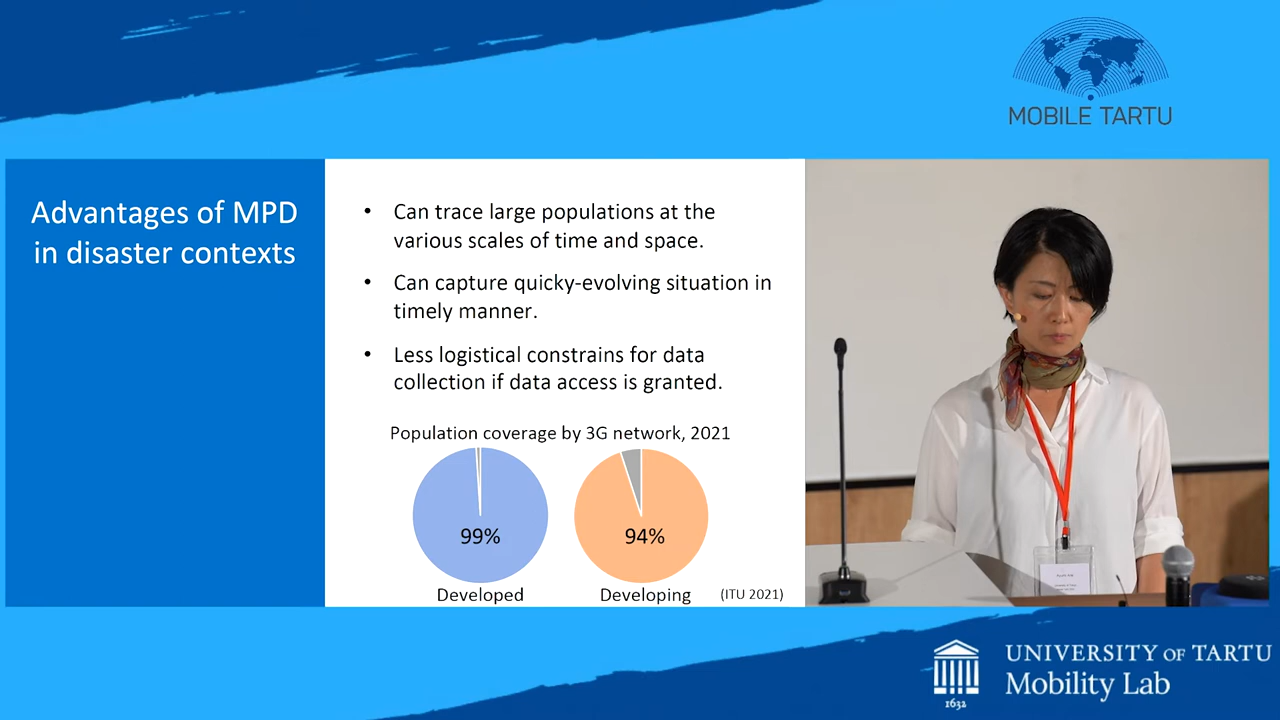 MOBILE TARTU
Advantages of MPD
in disaster contexts
• Can trace large populations at the
various scales of time and space.
• Can capture quicky-evolving situation in
timely manner.
• Less logistical constrains for data
collection if data access is granted.
Population coverage by 3G network, 2021
99%
94%
Developed
Developing
(ITU 2021)
UNIVERSITY OF TARTU
Mobility Lab
1632